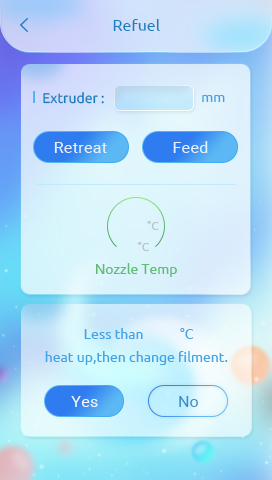 Refuel
Extruder : mm
Retreat Feed
°C
°C
Nozzle Temp
Less than °C
heat up,then change filment.
Yes No